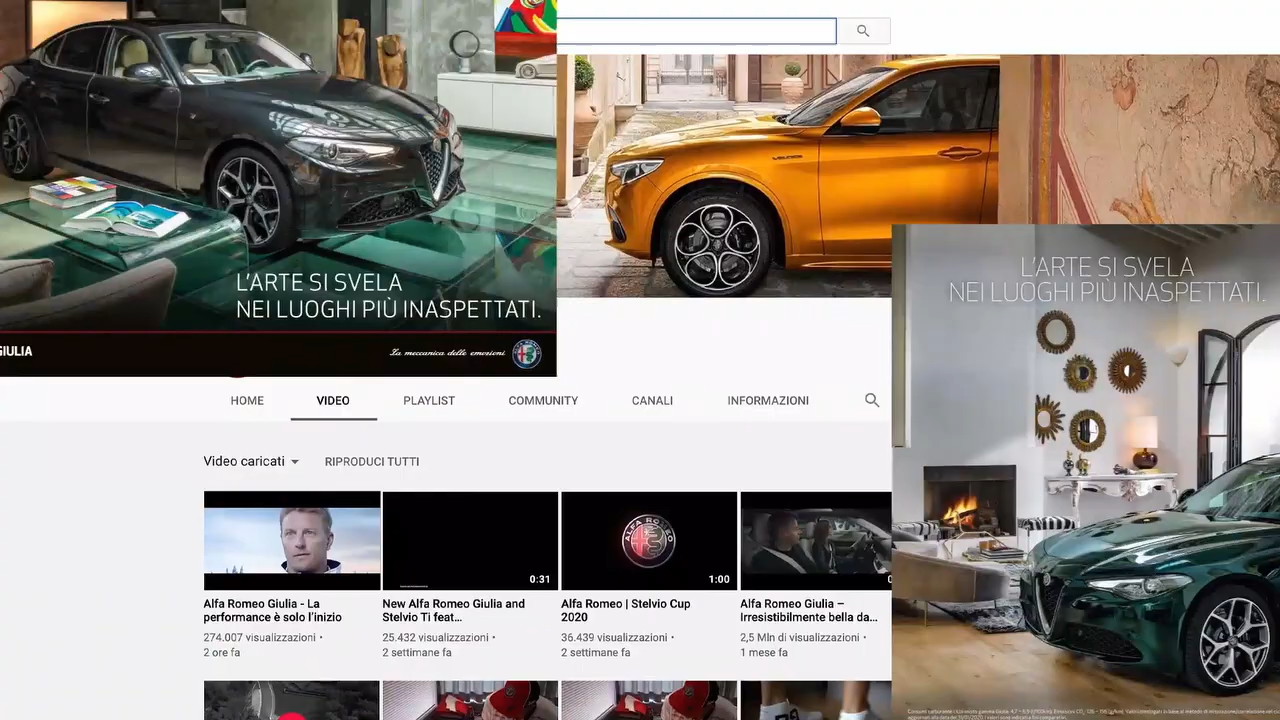 L'ARTE SI SVELA
NEI LUOGHI PIÙ INASPETTATI.
GIULIA
La meccanica delle emozioni
L'ARTE SI SVELA
NEI LUOGHI PIÙ INASPETTATI.
HOME
VIDEO
PLAYLIST
COMMUNITY
CANALI
INFORMAZIONI
Video caricati
RIPRODUCI TUTTI
0:31
1:00
ALFA ROMEO
Alfa Romeo Giulia - La
performance è solo l'inizio
274.007 visualizzazioni •
2 ore fa
New Alfa Romeo Giulia and
Stelvio Ti feat...
25.432 visualizzazioni •
2 settimane fa
Alfa Romeo | Stelvio Cup
2020
36.439 visualizzazioni •
2 settimane fa
Alfa Romeo Giulia –
Irresistibilmente bella da...
2,5 Mln di visualizzazioni •
1 mese fa